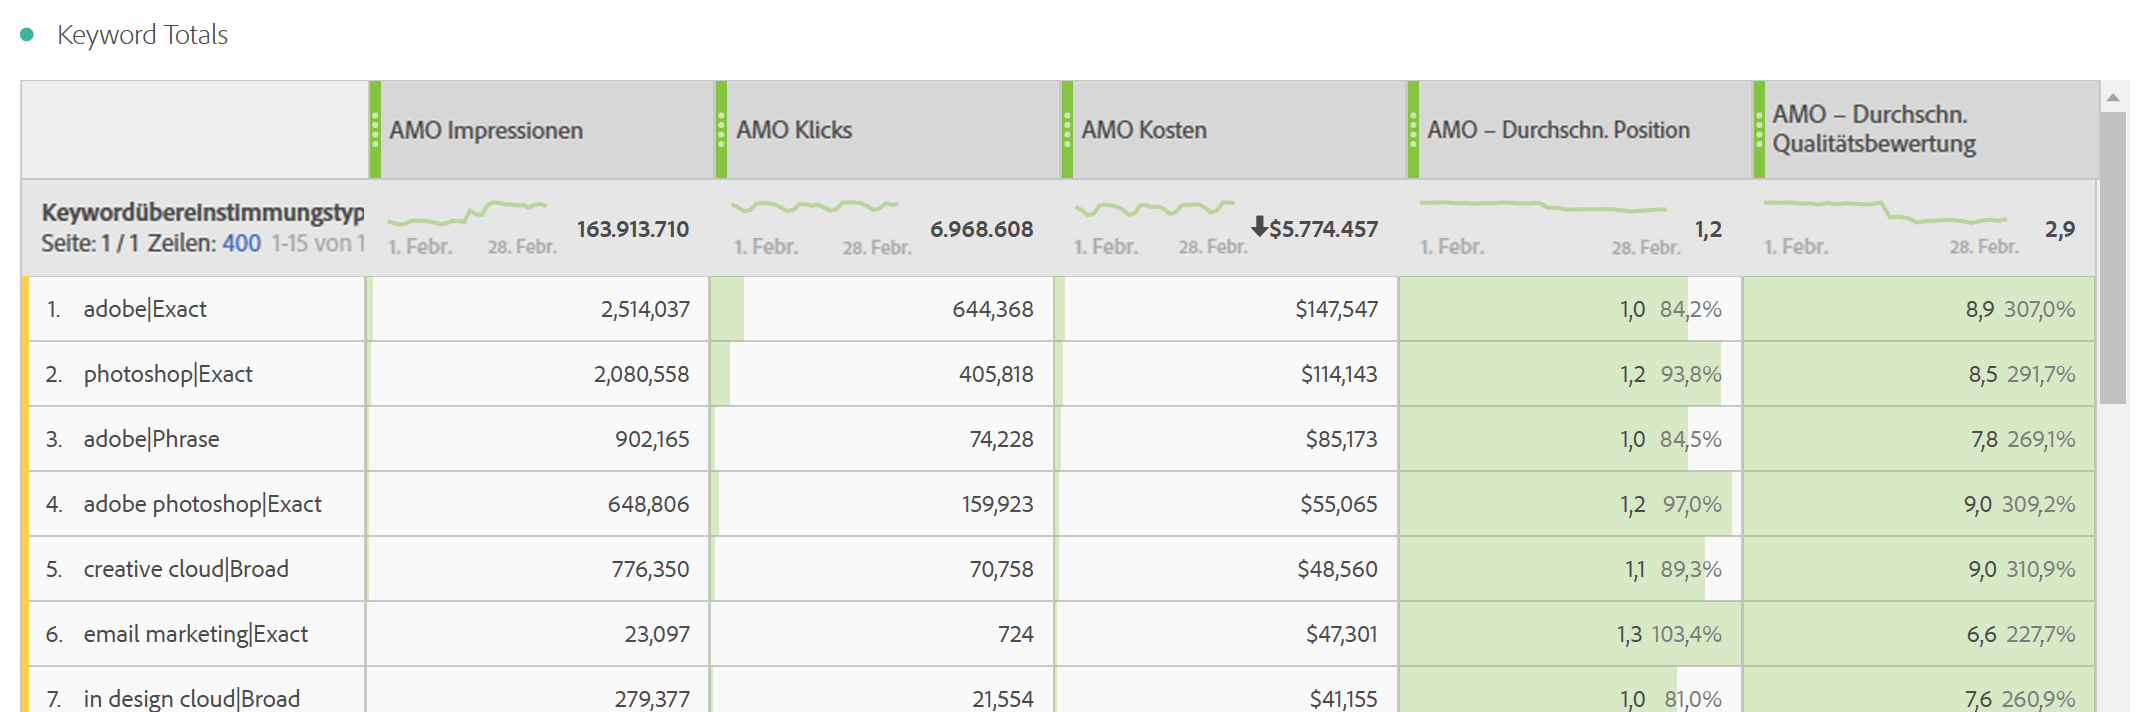 Keyword Totals
AMO Impressionen
AMO Klicks
AMO Kosten
AMO – Durchschn. Position
AMO – Durchschn.
Qualitätsbewertung
Keywordübereinstimmungstyp
Seite: 1 / 1 Zeilen: 400 1-15 von 1
1. Febr. 28. Febr. 163.913.710
1. Febr. 28. Febr. 6.968.608
1. Febr. 28. Febr. $5.774.457
1. Febr. 28. Febr. 1,2
1. Febr. 28. Febr. 2,9
1. adobe|Exact 2,514,037 644,368 $147,547 1,0 84,2% 8,9 307,0%
2. photoshop|Exact 2,080,558 405,818 $114,143 1,2 93,8% 8,5 291,7%
3. adobe|Phrase 902,165 74,228 $85,173 1,0 84,5% 7,8 269,1%
4. adobe photoshop|Exact 648,806 159,923 $55,065 1,2 97,0% 9,0 309,2%
5. creative cloud|Broad 776,350 70,758 $48,560 1,1 89,3% 9,0 310,9%
6. email marketing|Exact 23,097 724 $47,301 1,3 103,4% 6,6 227,7%
7. in design cloud|Broad 279,377 21,554 $41,155 1,0 81,0% 7,6 260,9%